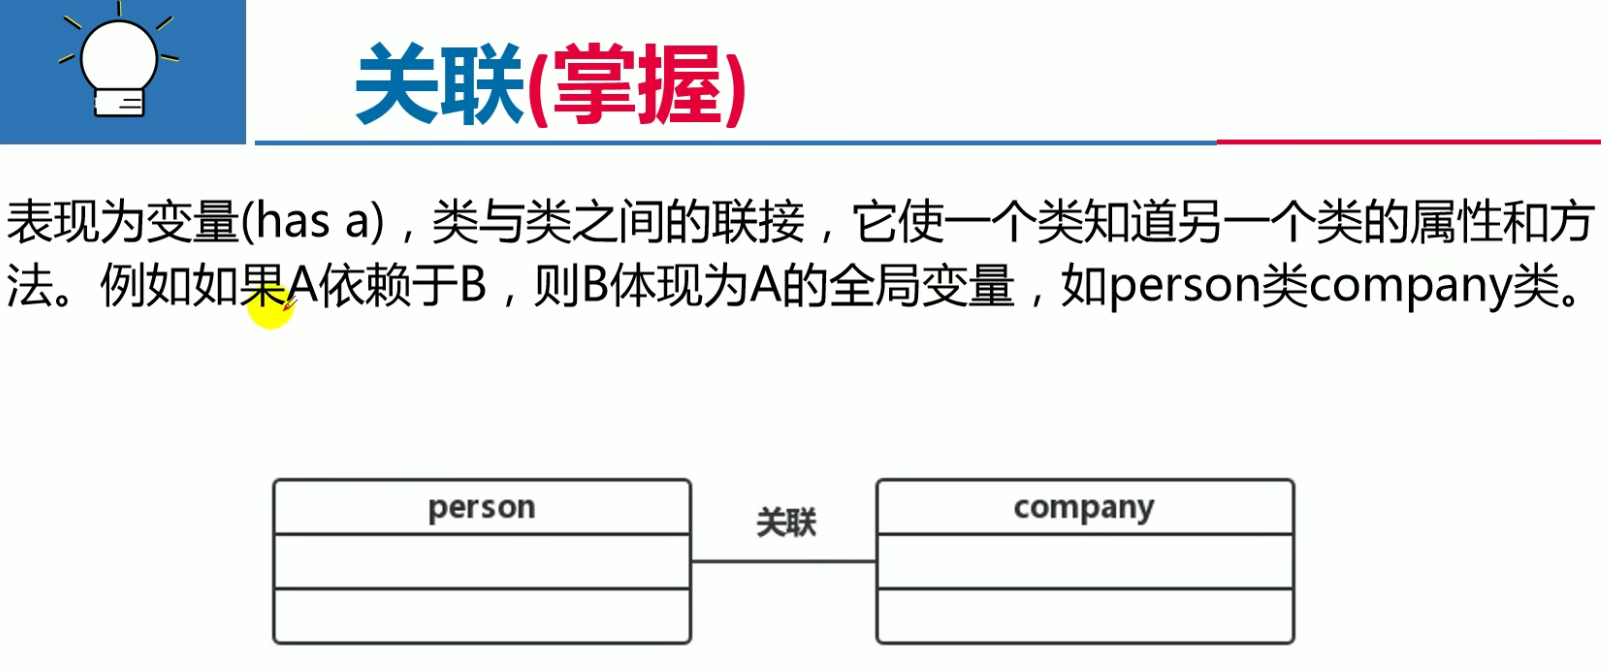 关联(掌握)
表现为变量(has a)，类与类之间的联接，它使一个类知道另一个类的属性和方
法。例如如果A依赖于B，则B体现为A的全局变量，如person类company类。
person
关联
company